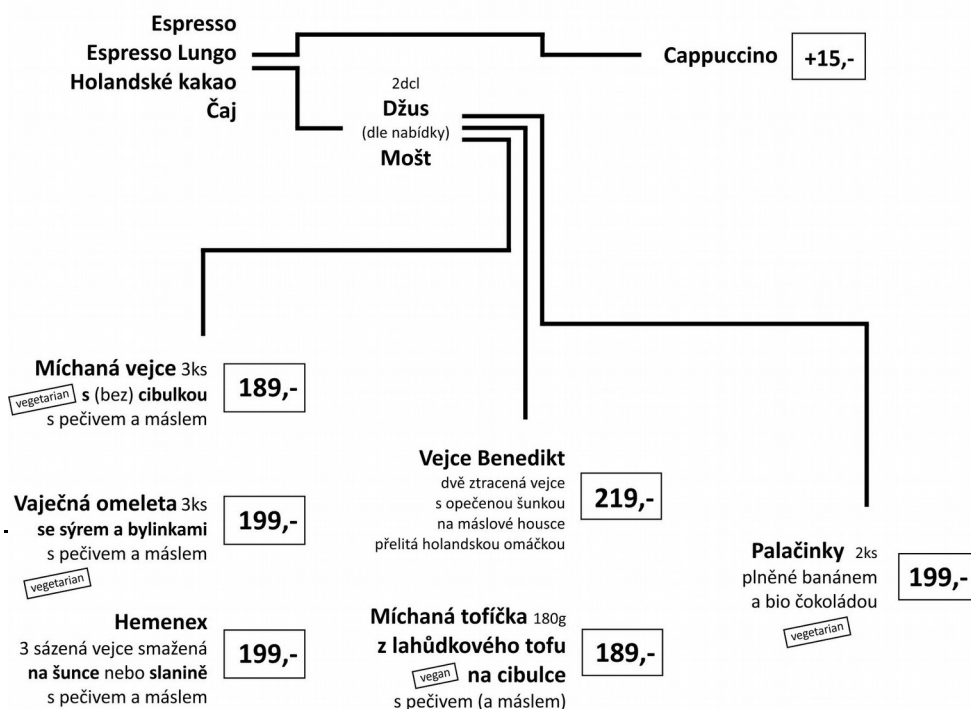 Espresso
Espresso Lungo
Holandské kakao
Čaj
Cappuccino +15,-
2dcl
Džus
(dle nabídky)
Mošt
Míchaná vejce 3ks
vegetarian s (bez) cibulkou
s pečivem a máslem
189,-
Vaječná omeleta 3ks
se sýrem a bylinkami
s pečivem a máslem
vegetarian
199,-
Hemenex
3 sázená vejce smažená
na šunce nebo slanině
s pečivem a máslem
199,-
Vejce Benedikt
dvě ztracená vejce
s opečenou šunkou
na máslové housce
přelitá holandskou omáčkou
219,-
Míchaná tofíčka 180g
z lahůdkového tofu
vegan na cibulce
s pečivem (a máslem)
189,-
Palačinky 2ks
plněné banánem
a bio čokoládou
vegetarian
199,-